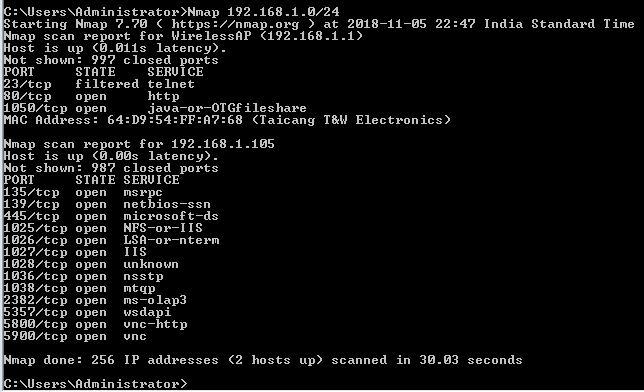 C:\Users\Administrator>Nmap 192.168.1.0/24
Starting Nmap 7.70 ( https://nmap.org ) at 2018-11-05 22:47 India Standard Time
Nmap scan report for WirelessAP (192.168.1.1)
Host is up (0.011s latency).
Not shown: 997 closed ports
PORT STATE SERVICE
23/tcp filtered telnet
80/tcp open http
1050/tcp open java-or-OTGfileshare
MAC Address: 64:D9:54:FF:A7:68 (Taicang T&W Electronics)
Nmap scan report for 192.168.1.105
Host is up (0.00s latency).
Not shown: 987 closed ports
PORT STATE SERVICE
135/tcp open msrpc
139/tcp open netbios-ssn
445/tcp open microsoft-ds
1025/tcp open NFS-or-IIS
1026/tcp open LSA-or-nterm
1027/tcp open IIS
1028/tcp open unknown
1036/tcp open nsstp
1038/tcp open mtqp
2382/tcp open ms-olap3
5357/tcp open wsdapi
5800/tcp open vnc-http
5900/tcp open vnc
Nmap done: 256 IP addresses (2 hosts up) scanned in 30.03 seconds
C:\Users\Administrator>